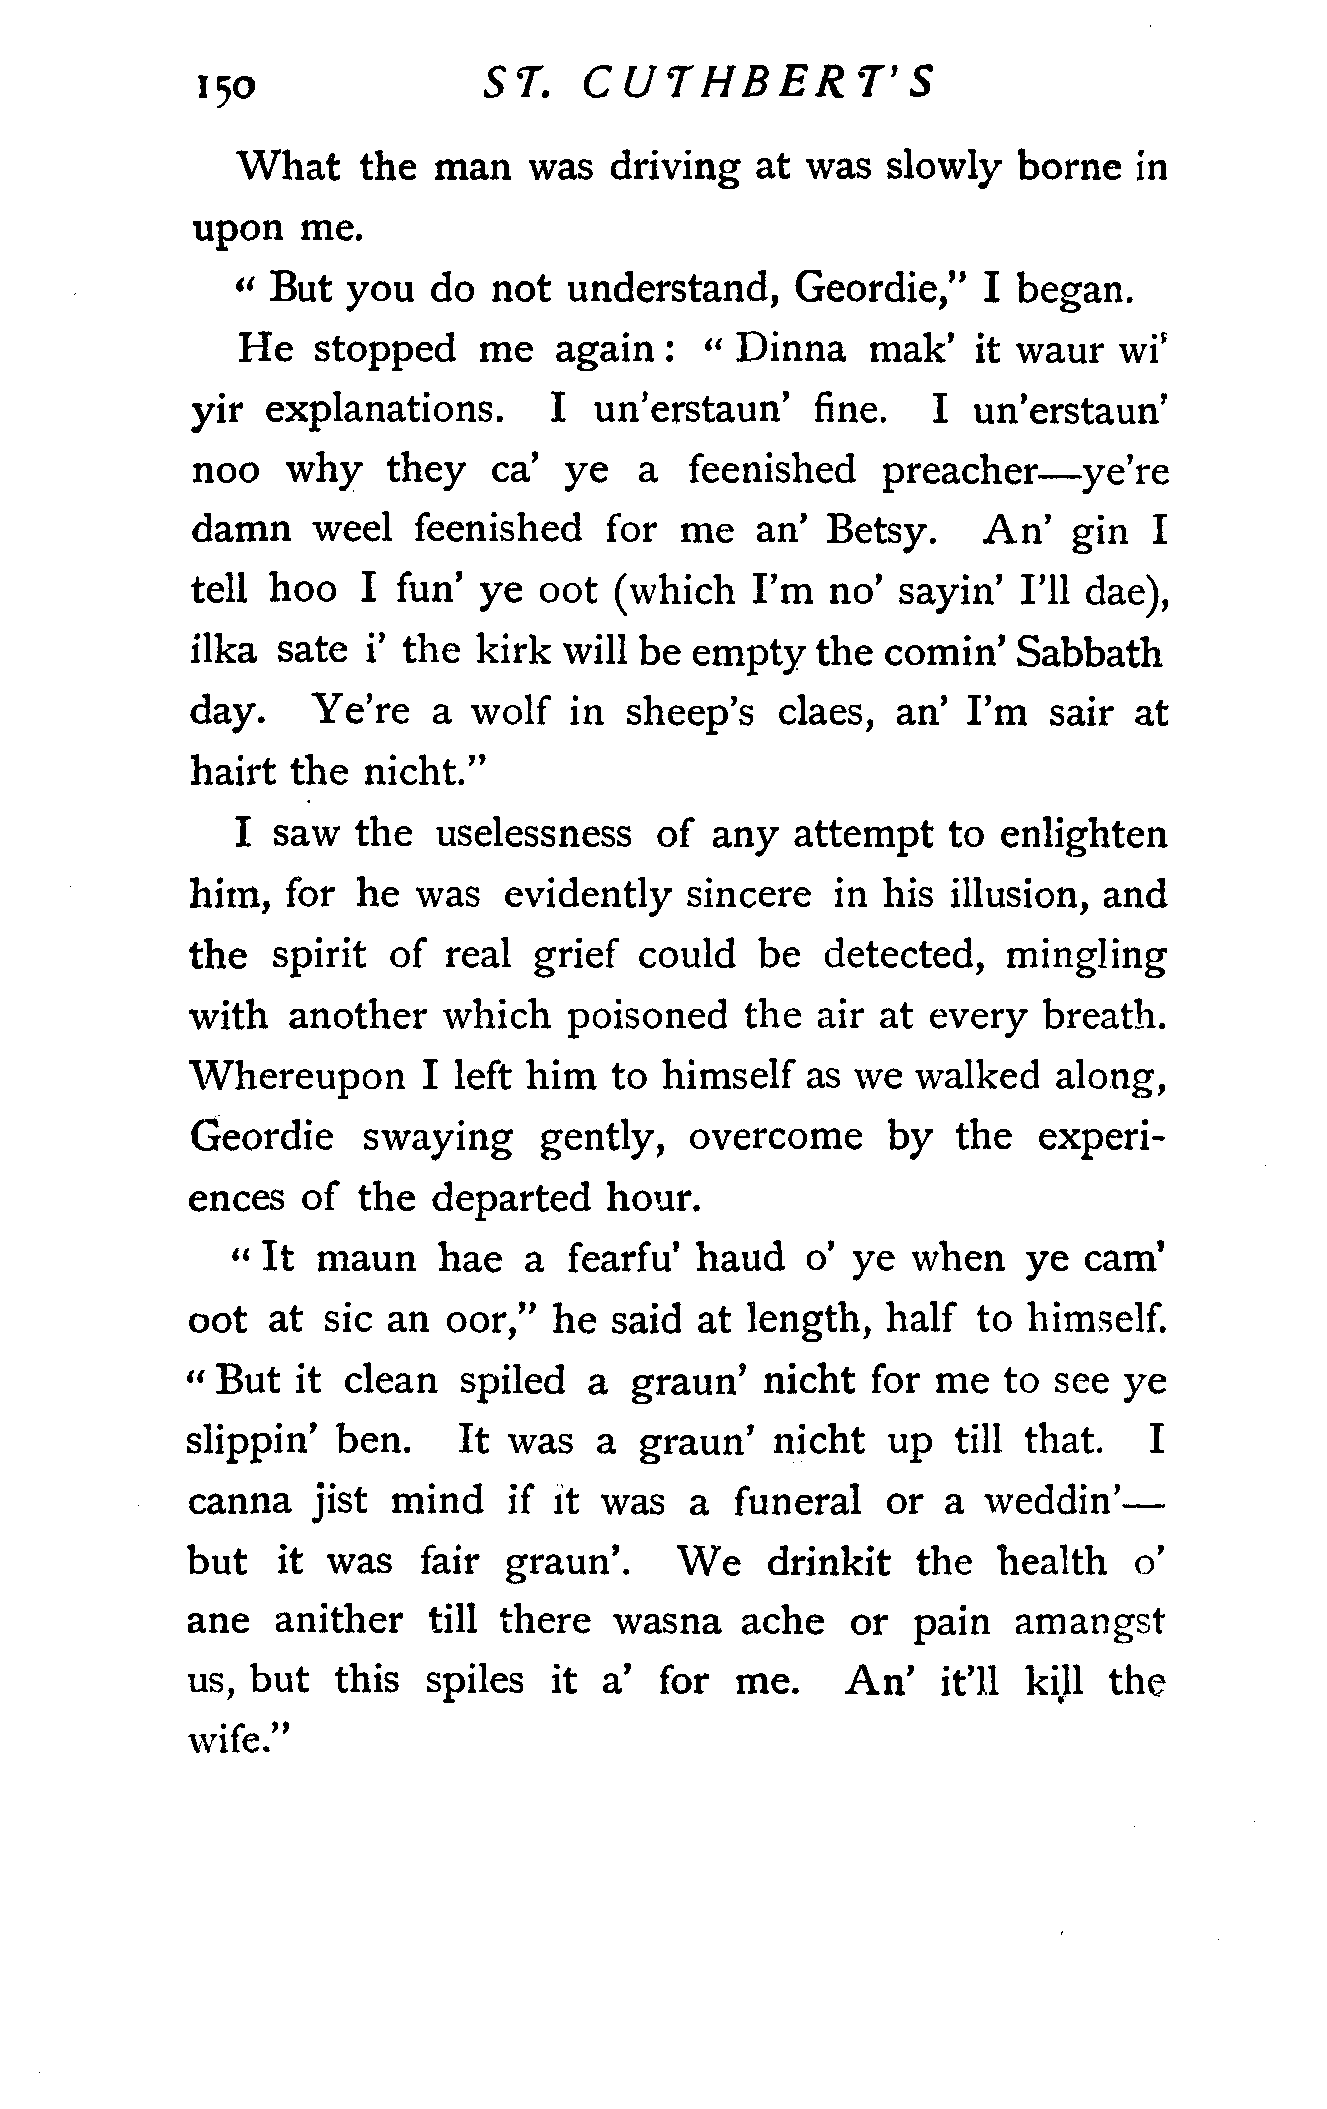 150 ST. CUTHBERT'S
What the man was driving at was slowly borne in
upon me.
" But you do not understand, Geordie," I began.
He stopped me again : " Dinna mak' it waur wi'
yir explanations. I un'erstaun' fine. I un'erstaun'
noo why they ca' ye a feenished preacher—ye're
damn weel feenished for me an' Betsy. An' gin I
tell hoo I fun' ye oot (which I'm no' sayin' I'll dae),
ilka sate i' the kirk will be empty the comin' Sabbath
day. Ye're a wolf in sheep's claes, an' I'm sair at
hairt the nicht."
I saw the uselessness of any attempt to enlighten
him, for he was evidently sincere in his illusion, and
the spirit of real grief could be detected, mingling
with another which poisoned the air at every breath.
Whereupon I left him to himself as we walked along,
Geordie swaying gently, overcome by the experi-
ences of the departed hour.
" It maun hae a fearfu' haud o' ye when ye cam'
oot at sic an oor," he said at length, half to himself.
" But it clean spiled a graun' nicht for me to see ye
slippin' ben. It was a graun' nicht up till that. I
canna jist mind if it was a funeral or a weddin'—
but it was fair graun'. We drinkit the health o'
ane anither till there wasna ache or pain amangst
us, but this spiles it a' for me. An' it'll kill the
wife."